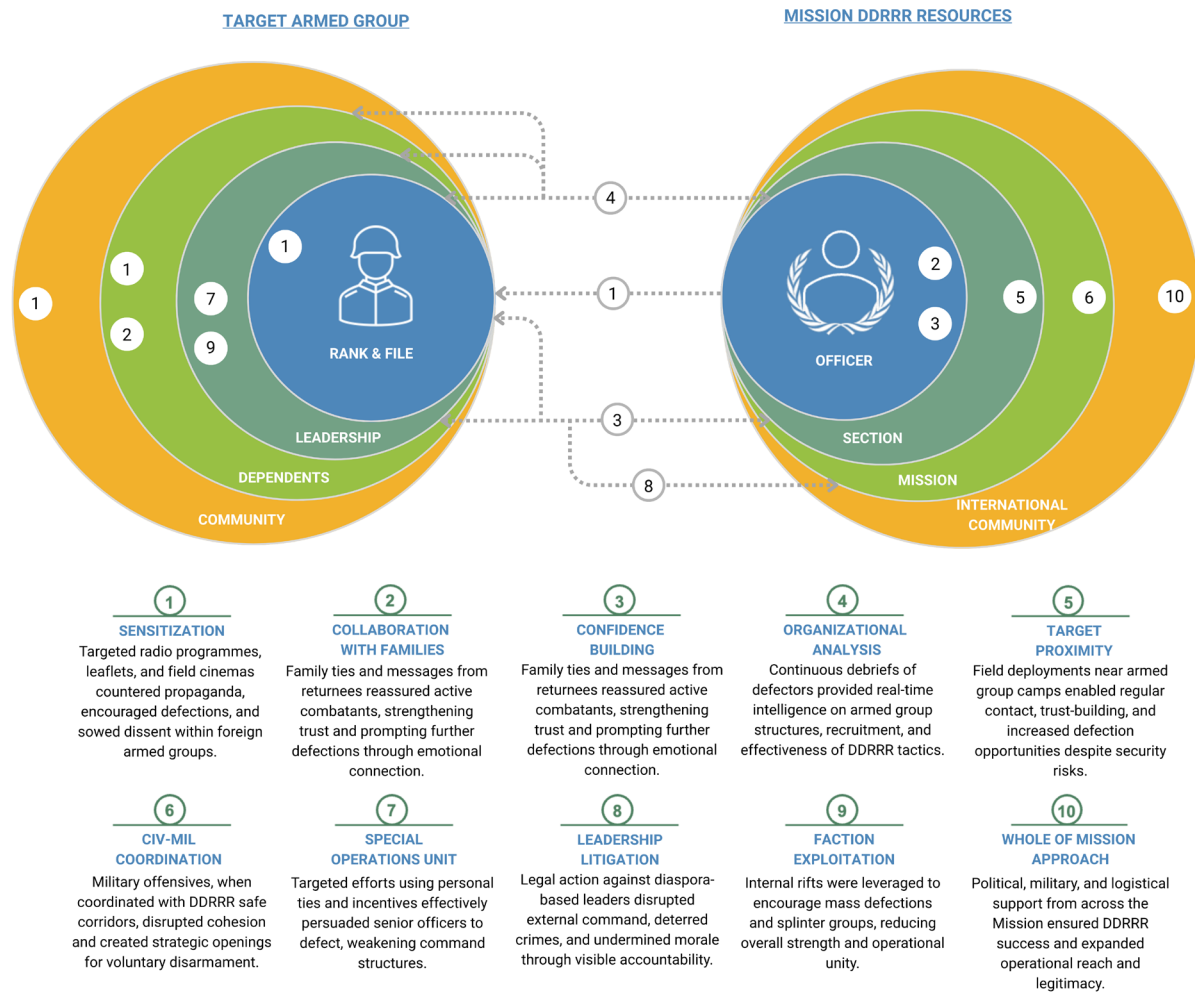 TARGET ARMED GROUP
MISSION DDRRR RESOURCES
4
1
3
8
1
1
1
2
7
9
RANK & FILE
LEADERSHIP
DEPENDENTS
COMMUNITY
2
3
5
6
10
OFFICER
SECTION
MISSION
INTERNATIONAL
COMMUNITY
1
SENSITIZATION
Targeted radio programmes,
leaflets, and field cinemas
countered propaganda,
encouraged defections, and
sowed dissent within foreign
armed groups.
2
COLLABORATION
WITH FAMILIES
Family ties and messages from
returnees reassured active
combatants, strengthening
trust and prompting further
defections through emotional
connection.
3
CONFIDENCE
BUILDING
Family ties and messages from
returnees reassured active
combatants, strengthening
trust and prompting further
defections through emotional
connection.
4
ORGANIZATIONAL
ANALYSIS
Continuous debriefs of
defectors provided real-time
intelligence on armed group
structures, recruitment, and
effectiveness of DDRRR tactics.
5
TARGET
PROXIMITY
Field deployments near armed
group camps enabled regular
contact, trust-building, and
increased defection
opportunities despite security
risks.
6
CIV-MIL
COORDINATION
Military offensives, when
coordinated with DDRRR safe
corridors, disrupted cohesion
and created strategic openings
for voluntary disarmament.
7
SPECIAL
OPERATIONS UNIT
Targeted efforts using personal
ties and incentives effectively
persuaded senior officers to
defect, weakening command
structures.
8
LEADERSHIP
LITIGATION
Legal action against diaspora-
based leaders disrupted
external command, deterred
crimes, and undermined morale
through visible accountability.
9
FACTION
EXPLOITATION
Internal rifts were leveraged to
encourage mass defections
and splinter groups, reducing
overall strength and operational
unity.
10
WHOLE OF MISSION
APPROACH
Political, military, and logistical
support from across the
Mission ensured DDRRR
success and expanded
operational reach and
legitimacy.